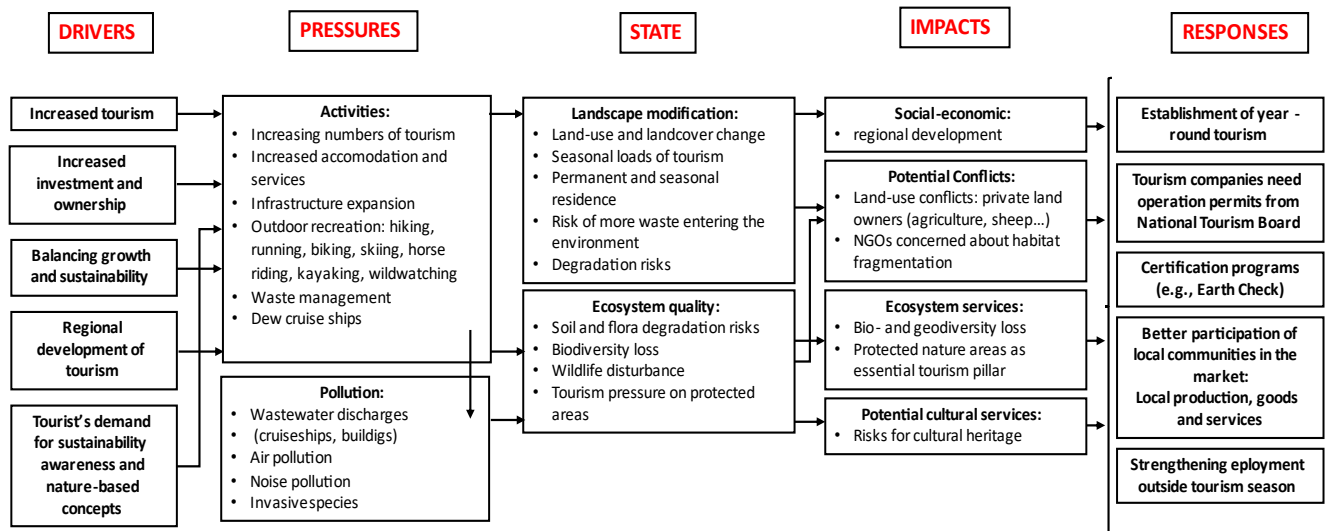 DRIVERS
PRESSURES
STATE
IMPACTS
RESPONSES
Increased tourism
Increased
investment and
ownership
Balancing growth
and sustainability
Regional
development of
tourism
Tourist's demand
for sustainability
awareness and
nature-based
concepts
Activities:
• Increasing numbers of tourism
• Increased accomodation and
services
• Infrastructure expansion
• Outdoor recreation: hiking,
running, biking, skiing, horse
riding, kayaking, wildwatching
• Waste management
• Dew cruise ships
Pollution:
• Wastewater discharges
• (cruiseships, buildigs)
• Air pollution
• Noise pollution
• Invasive species
Landscape modification:
• Land-use and landcover change
• Seasonal loads of tourism
• Permanent and seasonal
residence
• Risk of more waste entering the
environment
• Degradation risks
Ecosystem quality:
• Soil and flora degradation risks
• Biodiversity loss
• Wildlife disturbance
• Tourism pressure on protected
areas
Social-economic:
• regional development
Potential Conflicts:
• Land-use conflicts: private land
owners (agriculture, sheep...)
• NGOs concerned about habitat
fragmentation
Ecosystem services:
• Bio- and geodiversity loss
• Protected nature areas as
essential tourism pillar
Potential cultural services:
• Risks for cultural heritage
Establishment of year -
round tourism
Tourism companies need
operation permits from
National Tourism Board
Certification programs
(e.g., Earth Check)
Better participation of
local communities in the
market:
Local production, goods
and services
Strengthening eployment
outside tourism season